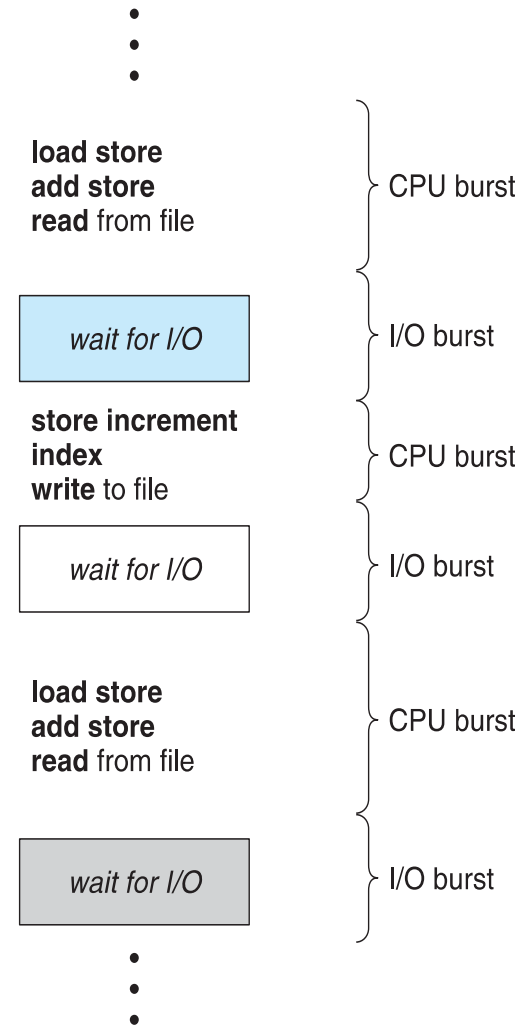 load store
add store
read from file
CPU burst
wait for I/O
I/O burst
store increment
index
write to file
CPU burst
wait for I/O
I/O burst
load store
add store
read from file
CPU burst
wait for I/O
I/O burst